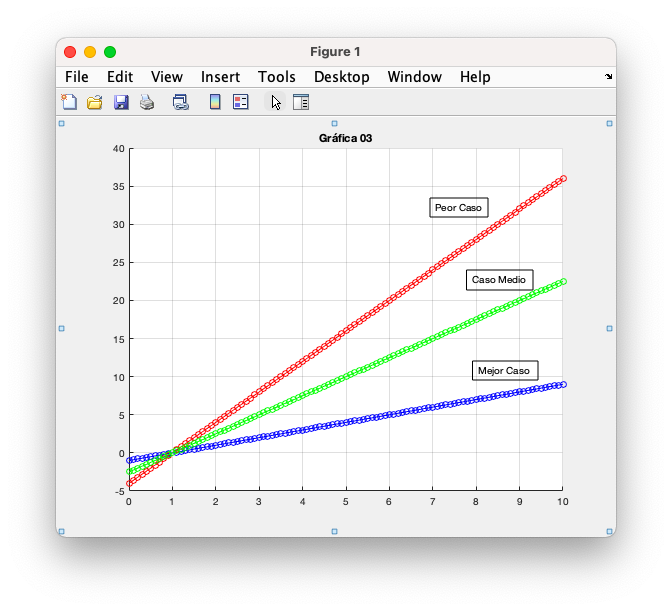 Figure 1
File Edit View Insert Tools Desktop Window Help
Gráfica 03
40
35
30
25
20
15
10
5
0
-5
Peor Caso
Caso Medio
Mejor Caso
0 1 2 3 4 5 6 7 8 9 10